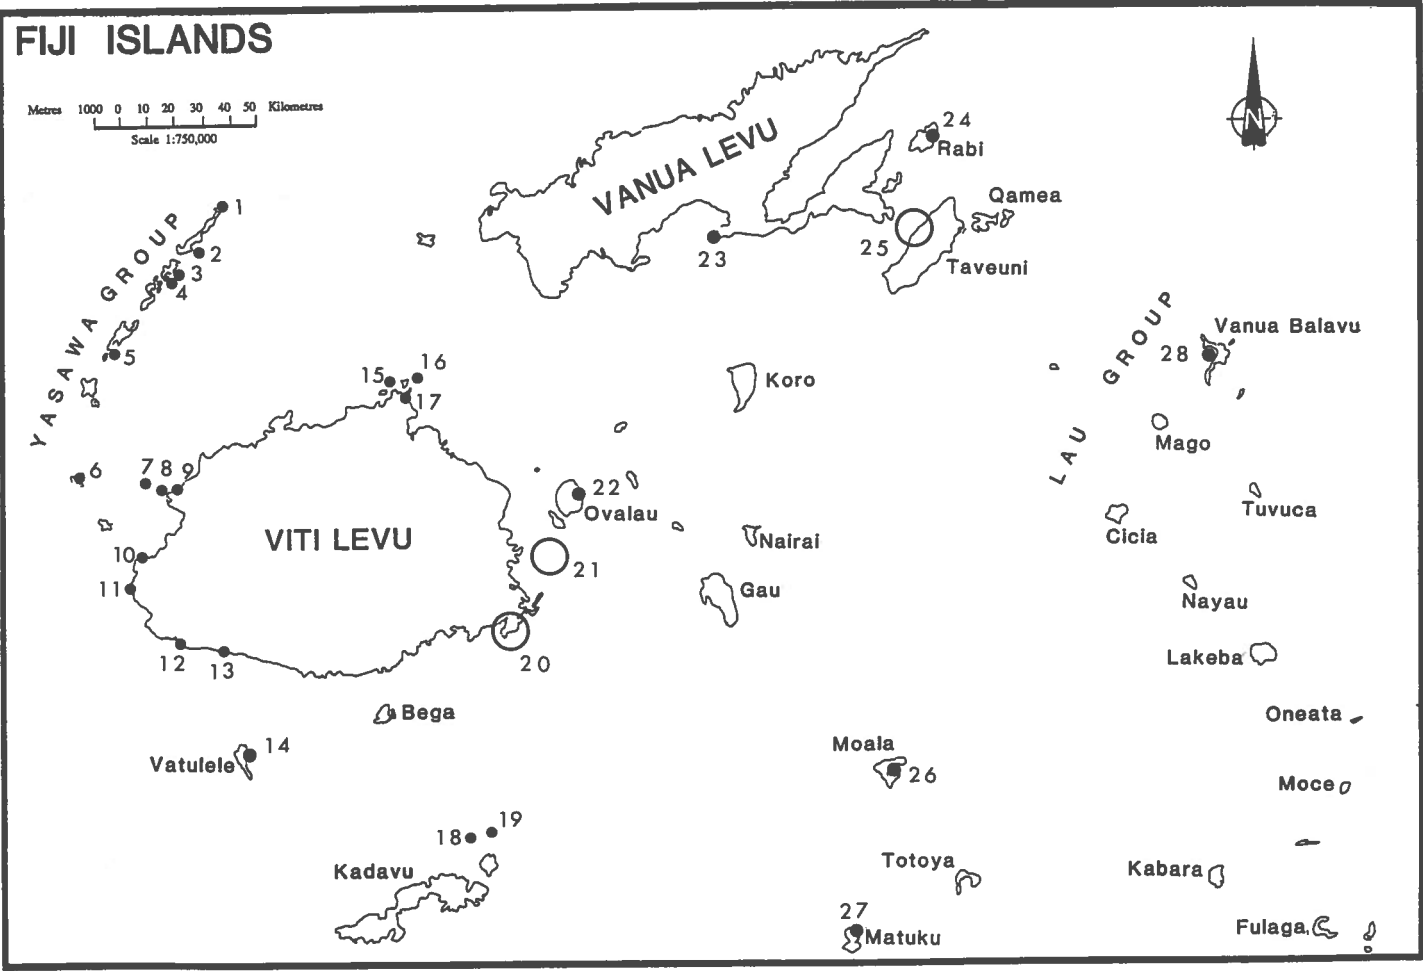 FIJI ISLANDS
Metres 1000 0 10 20 30 40 50 Kilometres
Scale 1:750,000
N
VANUA LEVU
24
Rabi
Qamea
25
Taveuni
23
YASAWA GROUP
1
2
3
4
5
6
7 8 9
15 16
17
Koro
LAU GROUP
Vanua Balavu
28
Mago
Tuvuca
Cicia
VITI LEVU
22
Ovalau
21
Nairai
Gau
10
11
12
13
20
Nayau
Lakeba
Oneata
Moce
Bega
14
Vatulele
Moala
26
18 19
Kadavu
Totoya
Kabara
27
Matuku
Fulaga